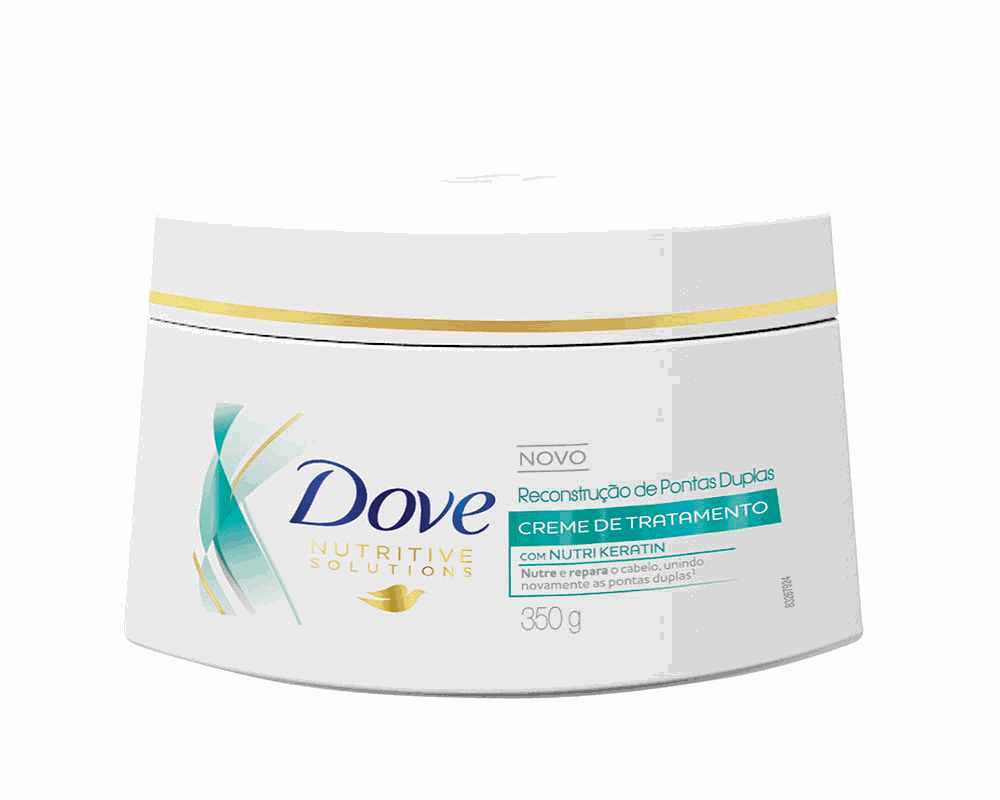 Dove
NUTRITIVE
SOLUTIONS
NOVO
Reconstrução de Pontas Duplas
CREME DE TRATAMENTO
COM NUTRI KERATIN
Nutre e repara o cabelo, unindo
novamente as pontas duplas¹
350 g
83267924